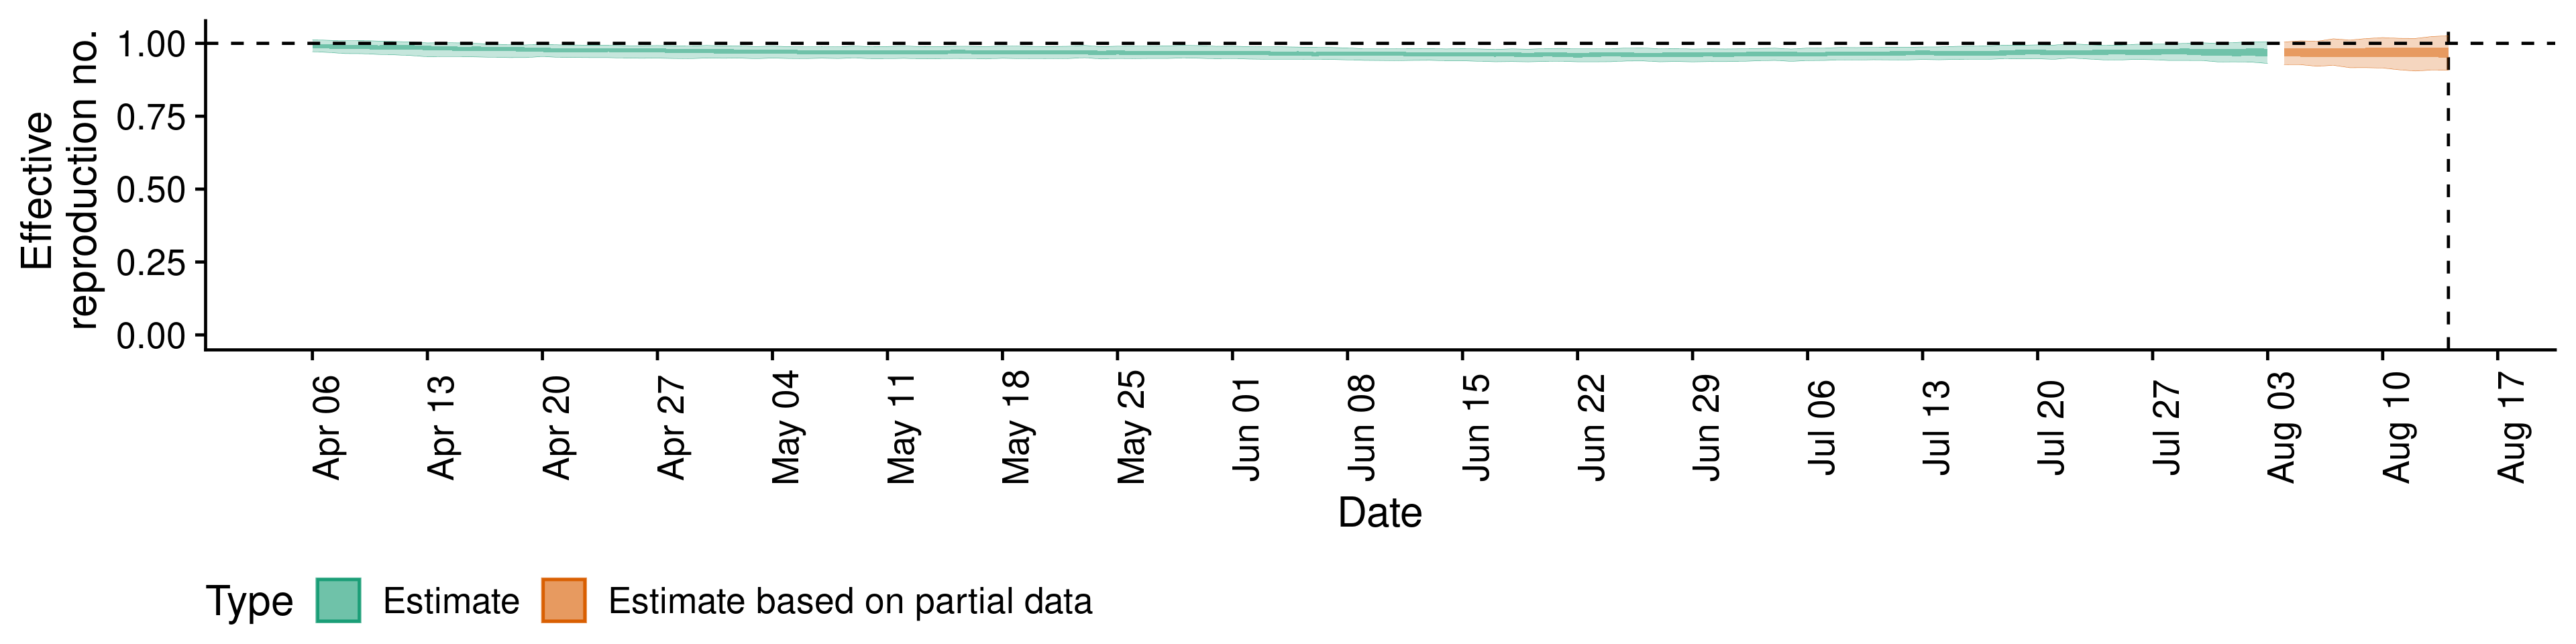 Effective
reproduction no.
1.00
0.75
0.50
0.25
0.00
Apr 06
Apr 13
Apr 20
Apr 27
May 04
May 11
May 18
May 25
Jun 01
Jun 08
Jun 15
Jun 22
Jun 29
Jul 06
Jul 13
Jul 20
Jul 27
Aug 03
Aug 10
Aug 17
Date
Type Estimate Estimate based on partial data